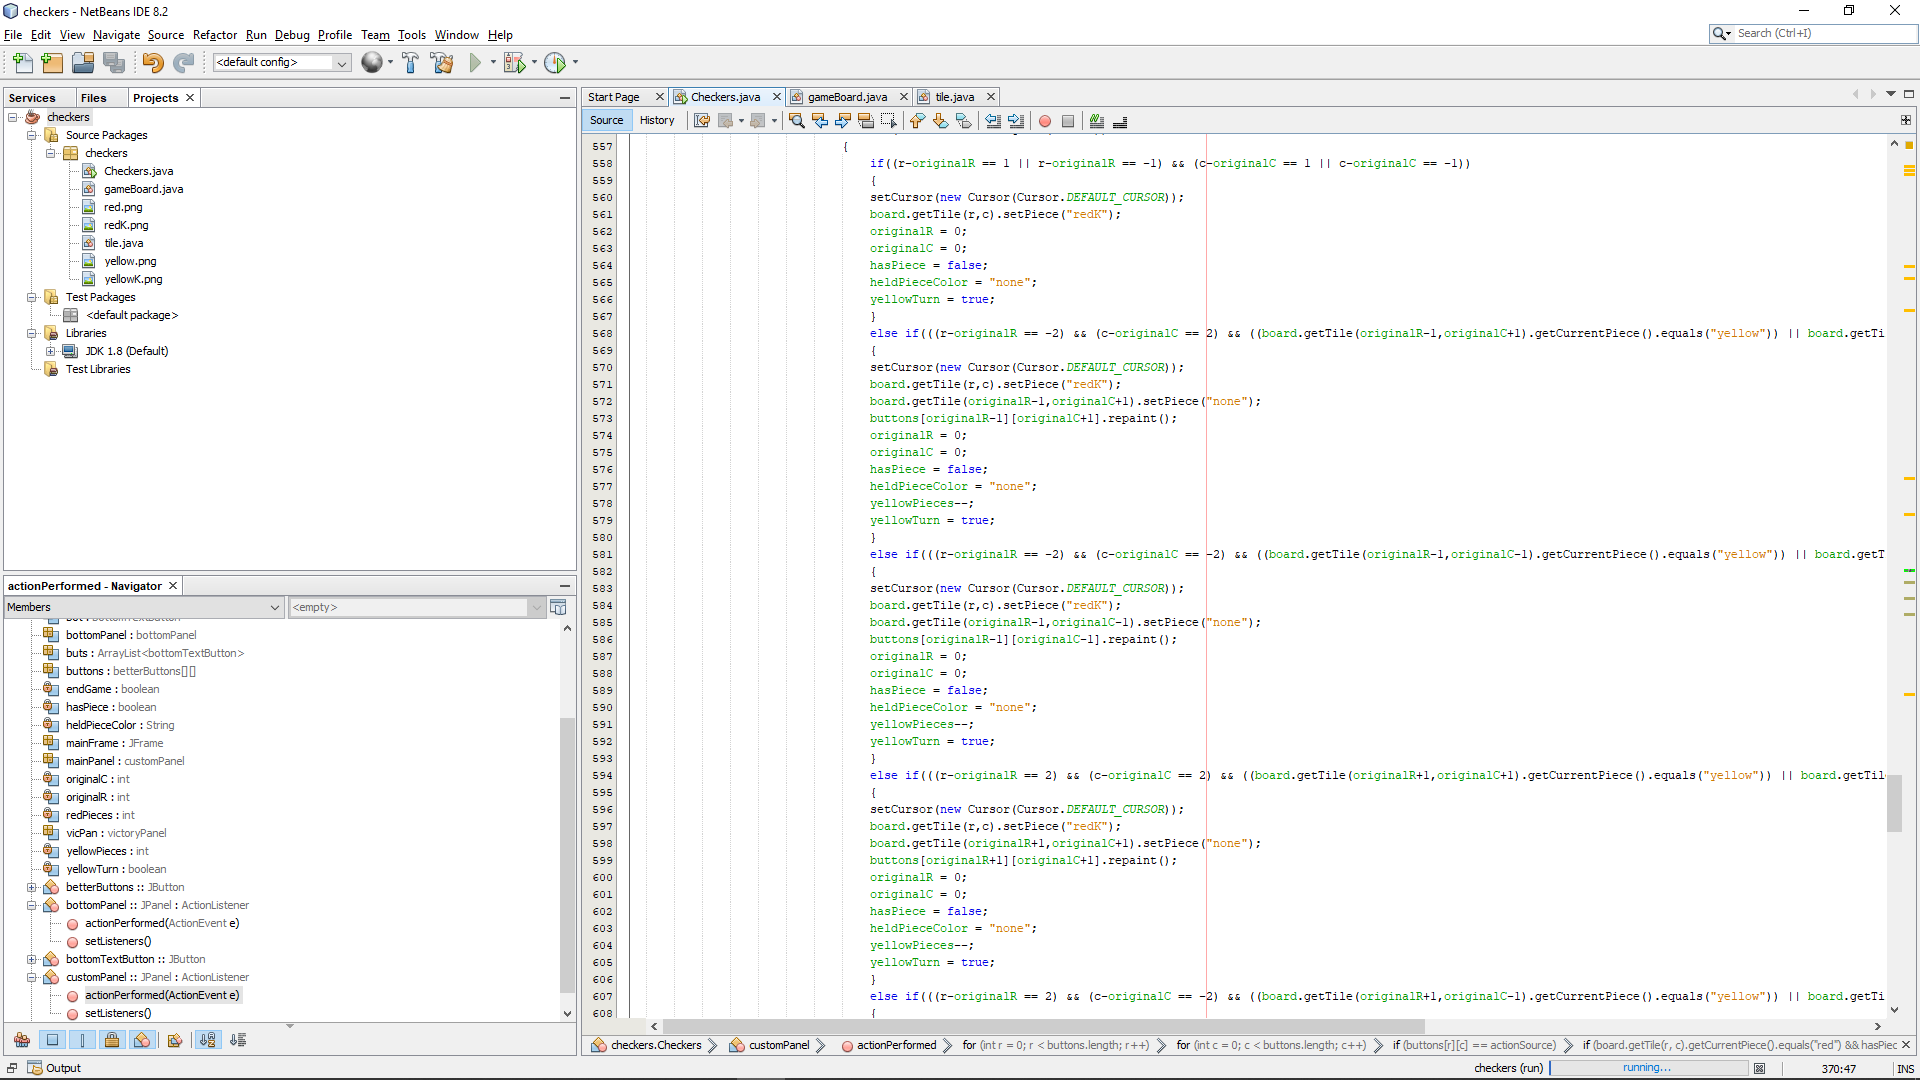 checkers - NetBeans IDE 8.2
File Edit View Navigate Source Refactor Run Debug Profile Team Tools Window Help
Search (Ctrl+I)
<default config>
Services Files Projects
checkers
Source Packages
checkers
Checkers.java
gameBoard.java
red.png
redK.png
tile.java
yellow.png
yellowK.png
Test Packages
<default package>
Libraries
JDK 1.8 (Default)
Test Libraries
actionPerformed - Navigator
Members <empty>
bot : bottomTextButton
bottomPanel : bottomPanel
buts : ArrayList<bottomTextButton>
buttons : betterButtons[][]
endGame : boolean
hasPiece : boolean
heldPieceColor : String
mainFrame : JFrame
mainPanel : customPanel
originalC : int
originalR : int
redPieces : int
vicPan : victoryPanel
yellowPieces : int
yellowTurn : boolean
betterButtons :: JButton
bottomPanel :: JPanel : ActionListener
actionPerformed(ActionEvent e)
setListeners()
bottomTextButton :: JButton
customPanel :: JPanel : ActionListener
actionPerformed(ActionEvent e)
setListeners()
Output
Start Page Checkers.java gameBoard.java tile.java
Source History
557 {
558 if((r-originalR == 1 || r-originalR == -1) && (c-originalC == 1 || c-originalC == -1))
559 {
560 setCursor(new Cursor(Cursor.DEFAULT_CURSOR));
561 board.getTile(r,c).setPiece("redK");
562 originalR = 0;
563 originalC = 0;
564 hasPiece = false;
565 heldPieceColor = "none";
566 yellowTurn = true;
567 }
568 else if(((r-originalR == -2) && (c-originalC == 2) && ((board.getTile(originalR-1,originalC+1).getCurrentPiece().equals("yellow")) || board.getTi
569 {
570 setCursor(new Cursor(Cursor.DEFAULT_CURSOR));
571 board.getTile(r,c).setPiece("redK");
572 board.getTile(originalR-1,originalC+1).setPiece("none");
573 buttons[originalR-1][originalC+1].repaint();
574 originalR = 0;
575 originalC = 0;
576 hasPiece = false;
577 heldPieceColor = "none";
578 yellowPieces--;
579 yellowTurn = true;
580 }
581 else if(((r-originalR == -2) && (c-originalC == -2) && ((board.getTile(originalR-1,originalC-1).getCurrentPiece().equals("yellow")) || board.getT
582 {
583 setCursor(new Cursor(Cursor.DEFAULT_CURSOR));
584 board.getTile(r,c).setPiece("redK");
585 board.getTile(originalR-1,originalC-1).setPiece("none");
586 buttons[originalR-1][originalC-1].repaint();
587 originalR = 0;
588 originalC = 0;
589 hasPiece = false;
590 heldPieceColor = "none";
591 yellowPieces--;
592 yellowTurn = true;
593 }
594 else if(((r-originalR == 2) && (c-originalC == 2) && ((board.getTile(originalR+1,originalC+1).getCurrentPiece().equals("yellow")) || board.getTil
595 {
596 setCursor(new Cursor(Cursor.DEFAULT_CURSOR));
597 board.getTile(r,c).setPiece("redK");
598 board.getTile(originalR+1,originalC+1).setPiece("none");
599 buttons[originalR+1][originalC+1].repaint();
600 originalR = 0;
601 originalC = 0;
602 hasPiece = false;
603 heldPieceColor = "none";
604 yellowPieces--;
605 yellowTurn = true;
606 }
607 else if(((r-originalR == 2) && (c-originalC == -2) && ((board.getTile(originalR+1,originalC-1).getCurrentPiece().equals("yellow")) || board.getTi
608 {
checkers.Checkers customPanel actionPerformed for (int r = 0; r < buttons.length; r++) for (int c = 0; c < buttons.length; c++) if (buttons[r][c] == actionSource) if (board.getTile(r, c).getCurrentPiece().equals("red") && hasPiec
checkers (run) running... 370:47 INS